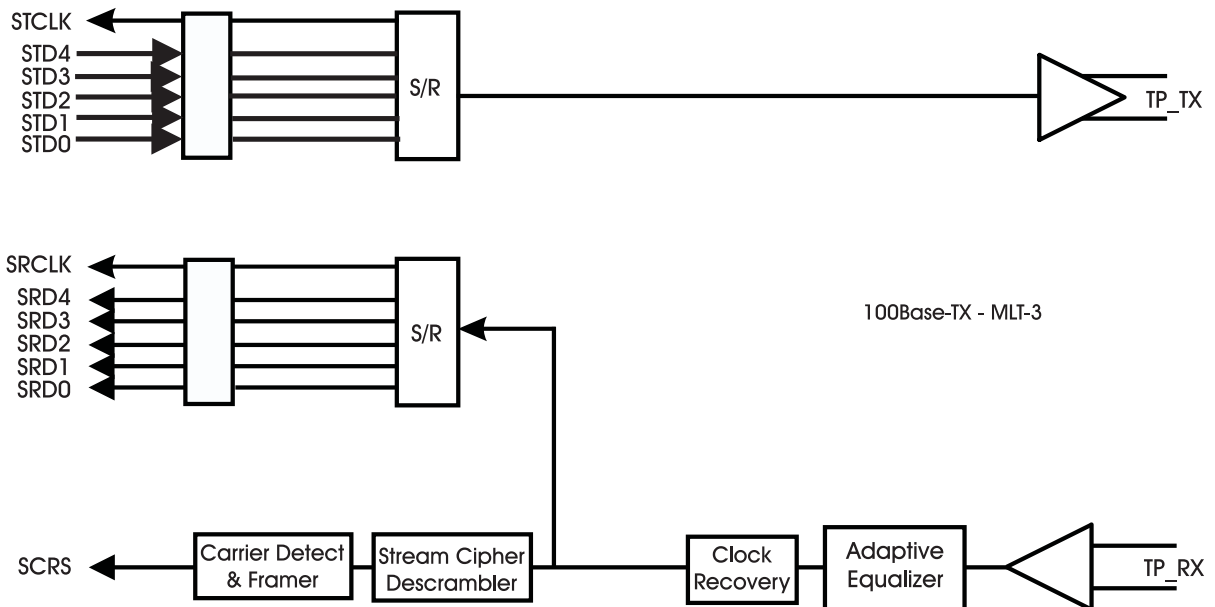 STCLK
STD4
STD3
STD2
STD1
STD0
S/R
TP_TX
SRCLK
SRD4
SRD3
SRD2
SRD1
SRD0
S/R
100Base-TX - MLT-3
SCRS
Carrier Detect
& Framer
Stream Cipher
Descrambler
Clock
Recovery
Adaptive
Equalizer
TP_RX